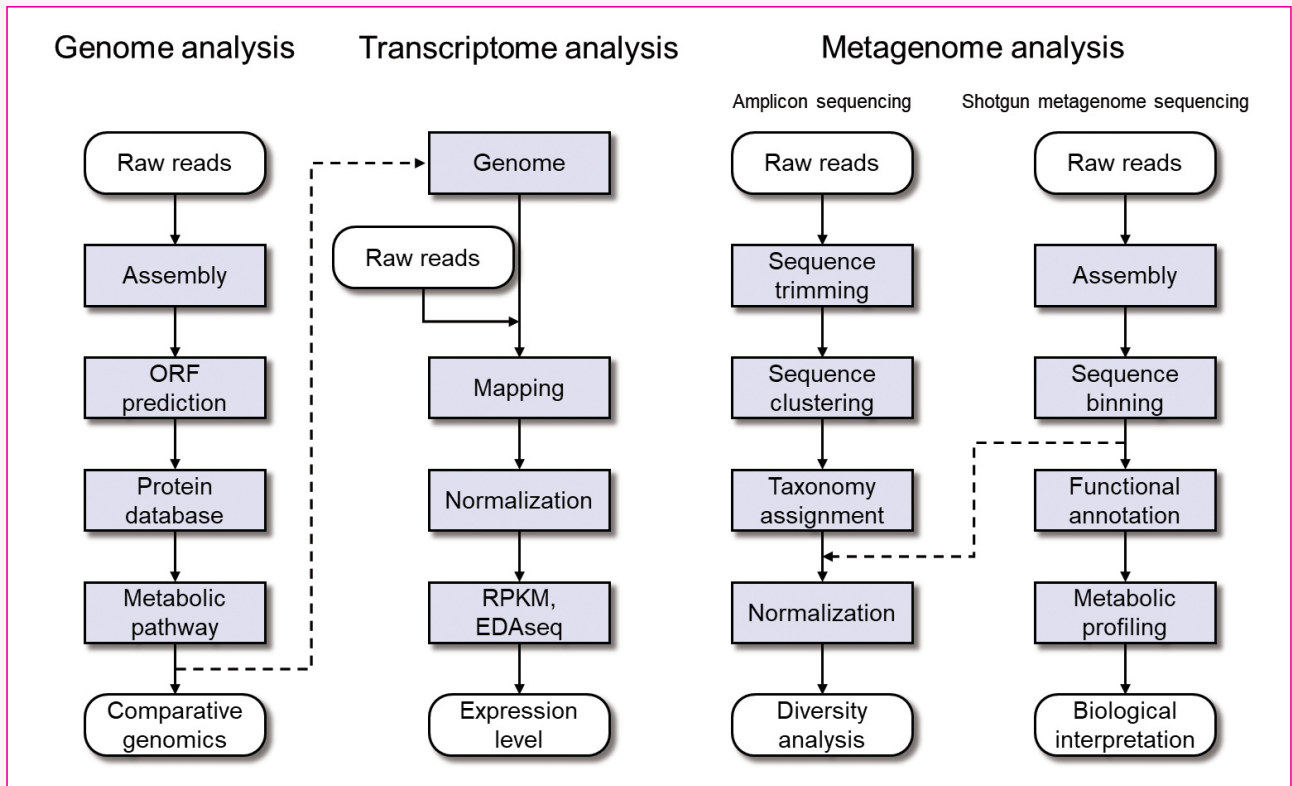 Genome analysis
Raw reads
Assembly
ORF
prediction
Protein
database
Metabolic
pathway
Comparative
genomics
Transcriptome analysis
Genome
Raw reads
Mapping
Normalization
RPKM,
EDAseq
Expression
level
Metagenome analysis
Amplicon sequencing
Raw reads
Sequence
trimming
Sequence
clustering
Taxonomy
assignment
Normalization
Diversity
analysis
Shotgun metagenome sequencing
Raw reads
Assembly
Sequence
binning
Functional
annotation
Metabolic
profiling
Biological
interpretation